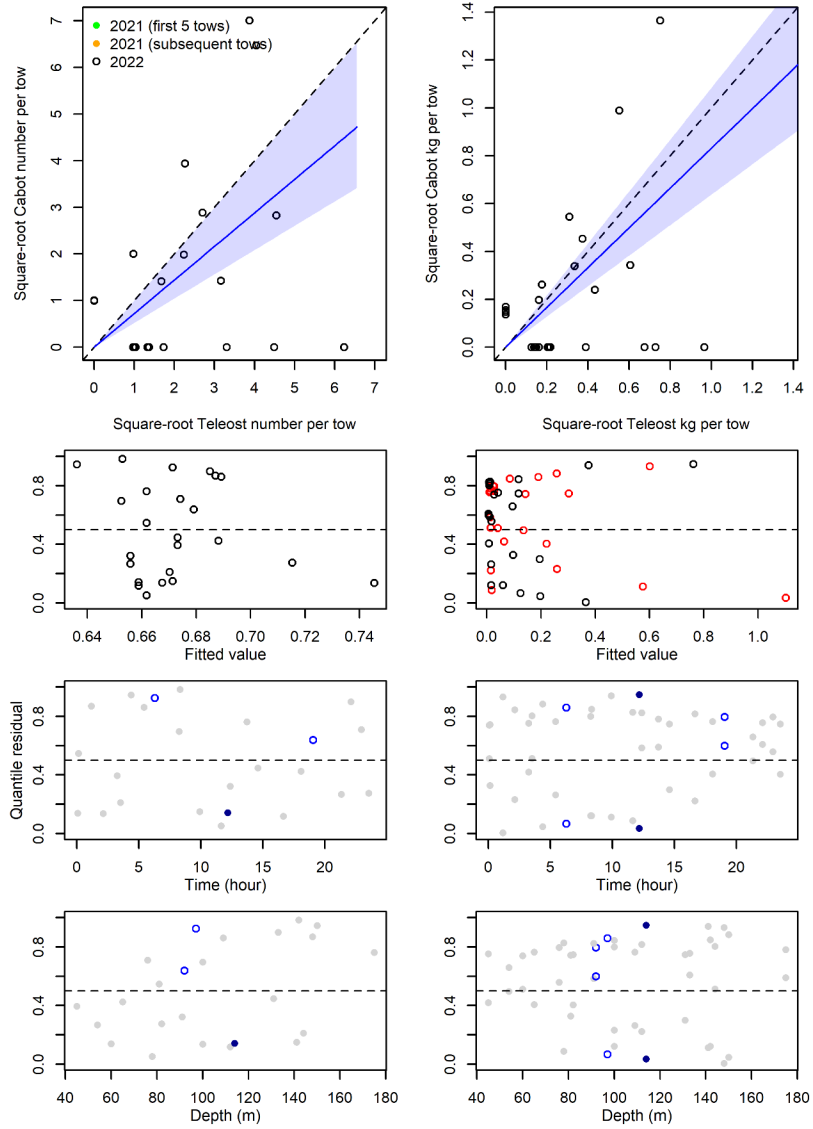 2021 (first 5 tows)
2021 (subsequent tows)
2022
Square-root Cabot number per tow
0 1 2 3 4 5 6 7
0 1 2 3 4 5 6 7
Square-root Teleost number per tow
Square-root Cabot kg per tow
0.0 0.2 0.4 0.6 0.8 1.0 1.2 1.4
0.0 0.2 0.4 0.6 0.8 1.0 1.2 1.4
Square-root Teleost kg per tow
Quantile residual
0.0 0.4 0.8
0.64 0.66 0.68 0.70 0.72 0.74
Fitted value
0.0 0.4 0.8
0.0 0.2 0.4 0.6 0.8 1.0
Fitted value
0.0 0.4 0.8
0 5 10 15 20
Time (hour)
0.0 0.4 0.8
0 5 10 15 20
Time (hour)
0.0 0.4 0.8
40 60 80 100 120 140 160 180
Depth (m)
0.0 0.4 0.8
40 60 80 100 120 140 160 180
Depth (m)